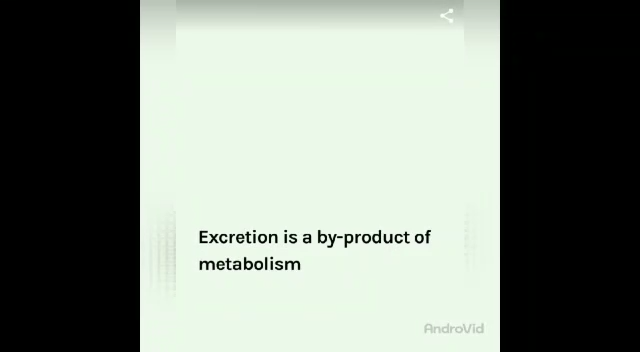 Excretion is a by-product of
metabolism
AndroVid